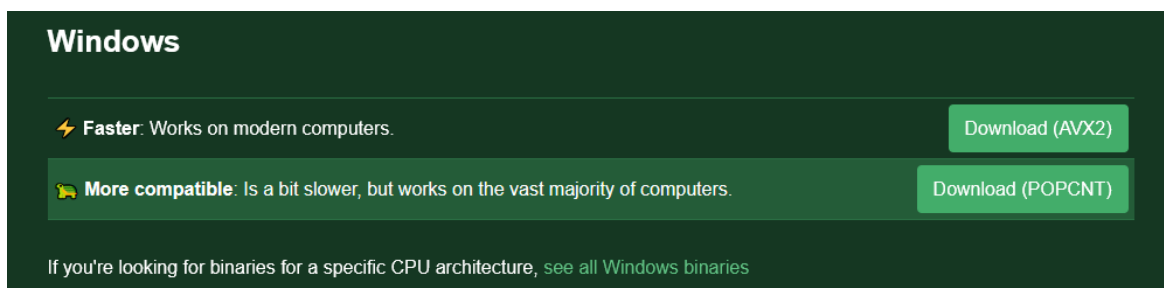 Windows
⚡ Faster: Works on modern computers.
Download (AVX2)
🐢 More compatible: Is a bit slower, but works on the vast majority of computers.
Download (POPCNT)
If you're looking for binaries for a specific CPU architecture, see all Windows binaries